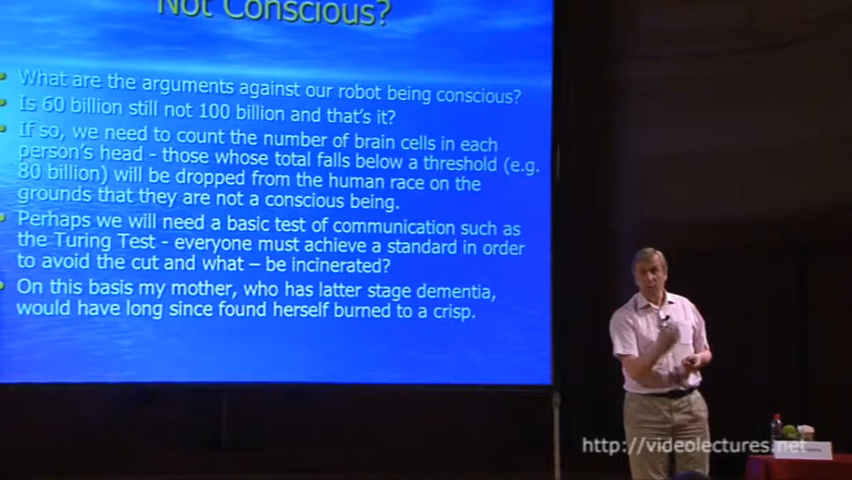 Not Conscious?
What are the arguments against our robot being conscious?
Is 60 billion still not 100 billion and that's it?
If so, we need to count the number of brain cells in each
person's head - those whose total falls below a threshold (e.g.
80 billion) will be dropped from the human race on the
grounds that they are not a conscious being.
Perhaps we will need a basic test of communication such as
the Turing Test - everyone must achieve a standard in order
to avoid the cut and what – be incinerated?
On this basis my mother, who has latter stage dementia,
would have long since found herself burned to a crisp.
http://videolectures.net